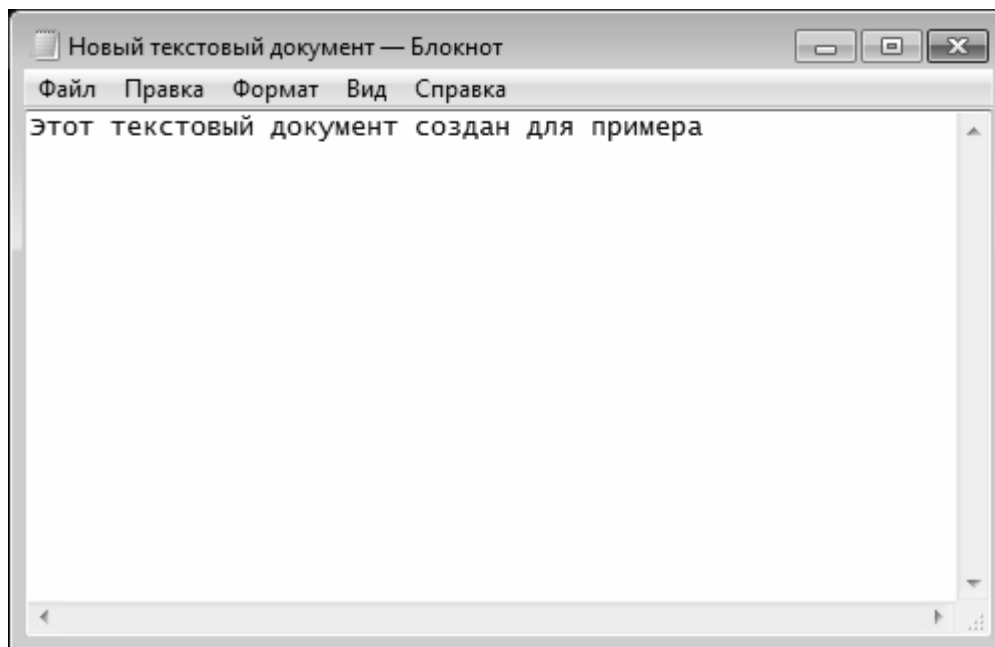 Новый текстовый документ — Блокнот
Файл Правка Формат Вид Справка
Этот текстовый документ создан для примера